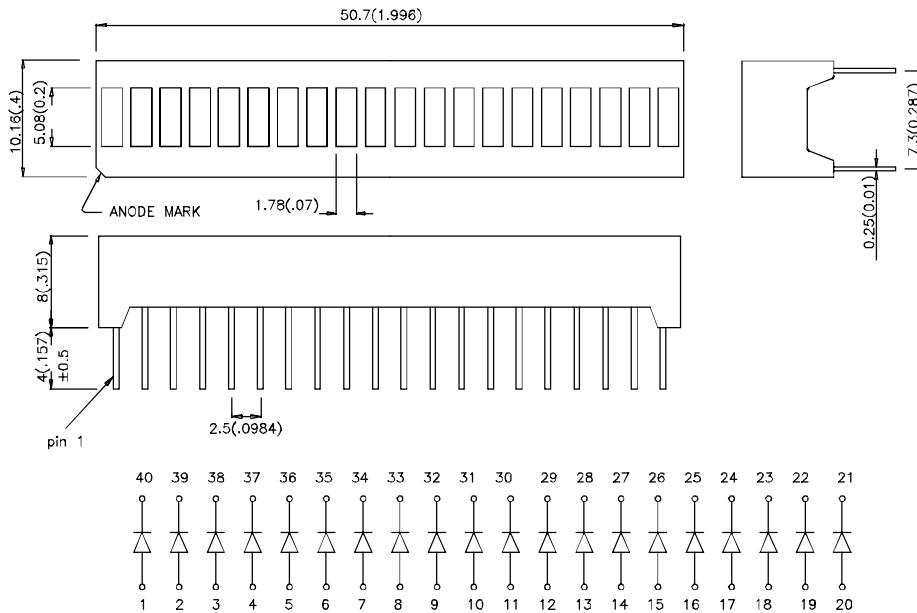 50.7(1.996)
10.16(.4)
5.08(0.2)
7.3(0.287)
ANODE MARK
1.78(.07)
0.25(0.01)
8(.315)
4(.157)
±0.5
2.5(.0984)
pin 1
40 39 38 37 36 35 34 33 32 31 30 29 28 27 26 25 24 23 22 21
1 2 3 4 5 6 7 8 9 10 11 12 13 14 15 16 17 18 19 20